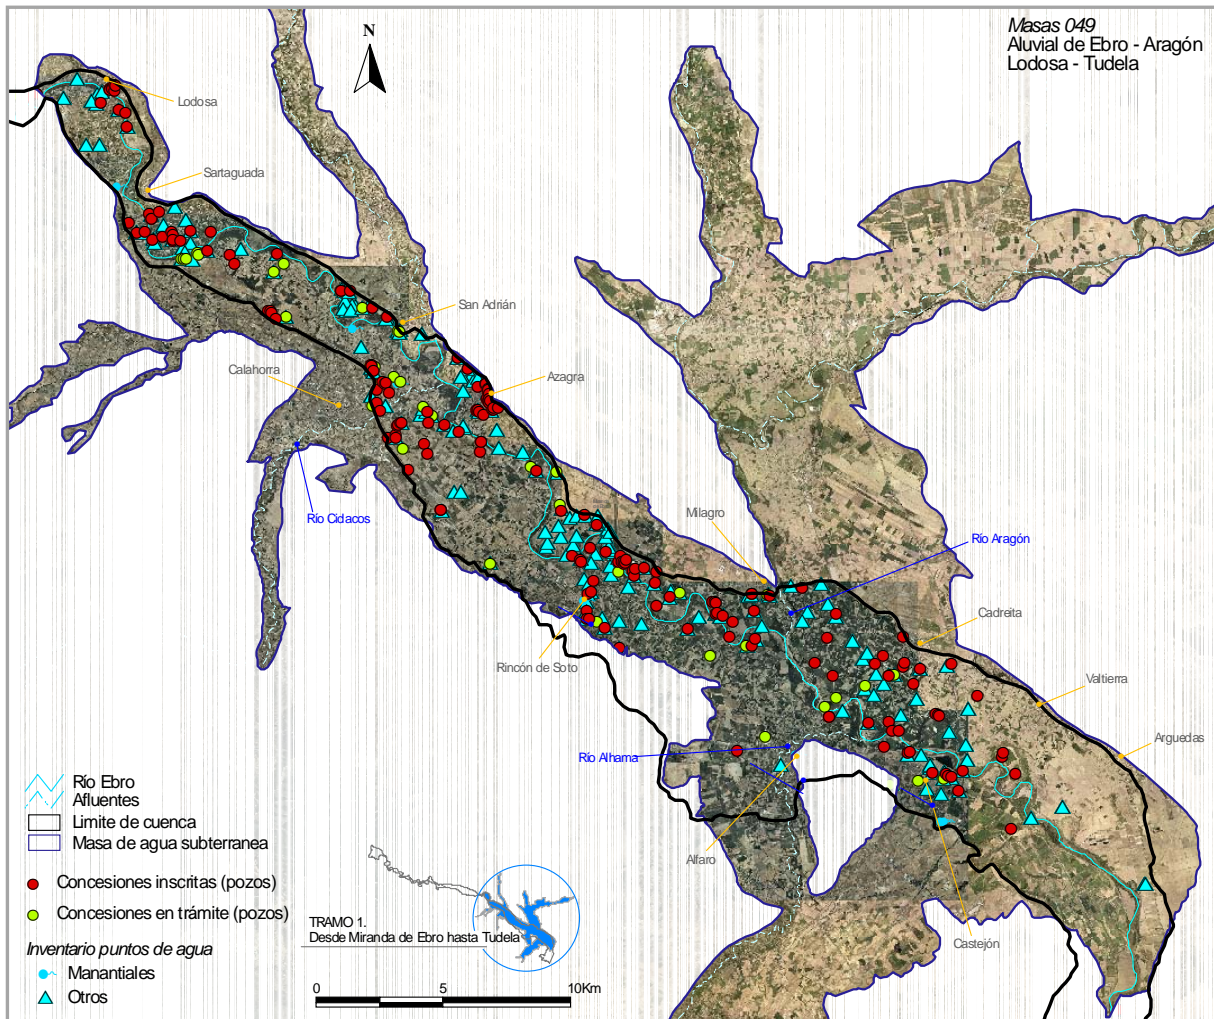 Masas 049
Aluvial de Ebro - Aragón
Lodosa - Tudela
N
Lodosa
Sartaguada
San Adrián
Calahorra
Azagra
Río Cidacos
Milagro
Río Aragón
Cadreita
Rincón de Soto
Valtierra
Río Alhama
Arguedas
Alfaro
Castejón
Río Ebro
Afluentes
Limite de cuenca
Masa de agua subterranea
Concesiones inscritas (pozos)
Concesiones en trámite (pozos)
Inventario puntos de agua
Manantiales
Otros
TRAMO 1.
Desde Miranda de Ebro hasta Tudela
0 5 10Km